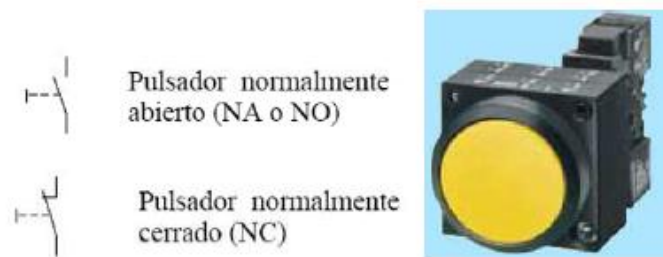 Pulsador normalmente
abierto (NA o NO)
Pulsador normalmente
cerrado (NC)